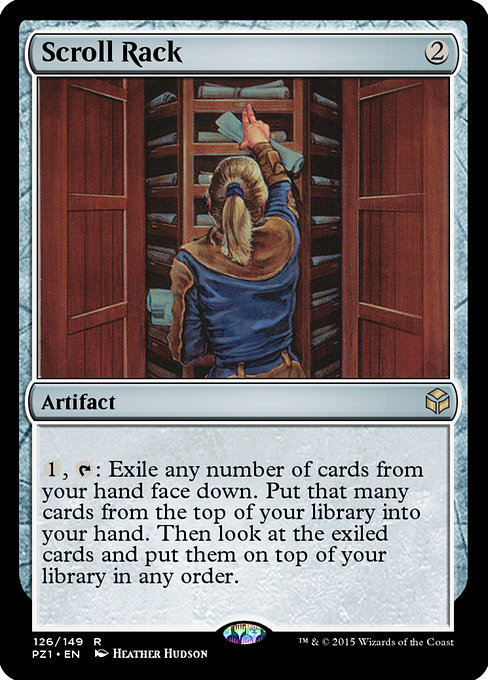 Scroll Rack 2
Artifact
1, : Exile any number of cards from
your hand face down. Put that many
cards from the top of your library into
your hand. Then look at the exiled
cards and put them on top of your
library in any order.
126/149 R
PZ1 • EN Heather Hudson
™ & © 2015 Wizards of the Coast